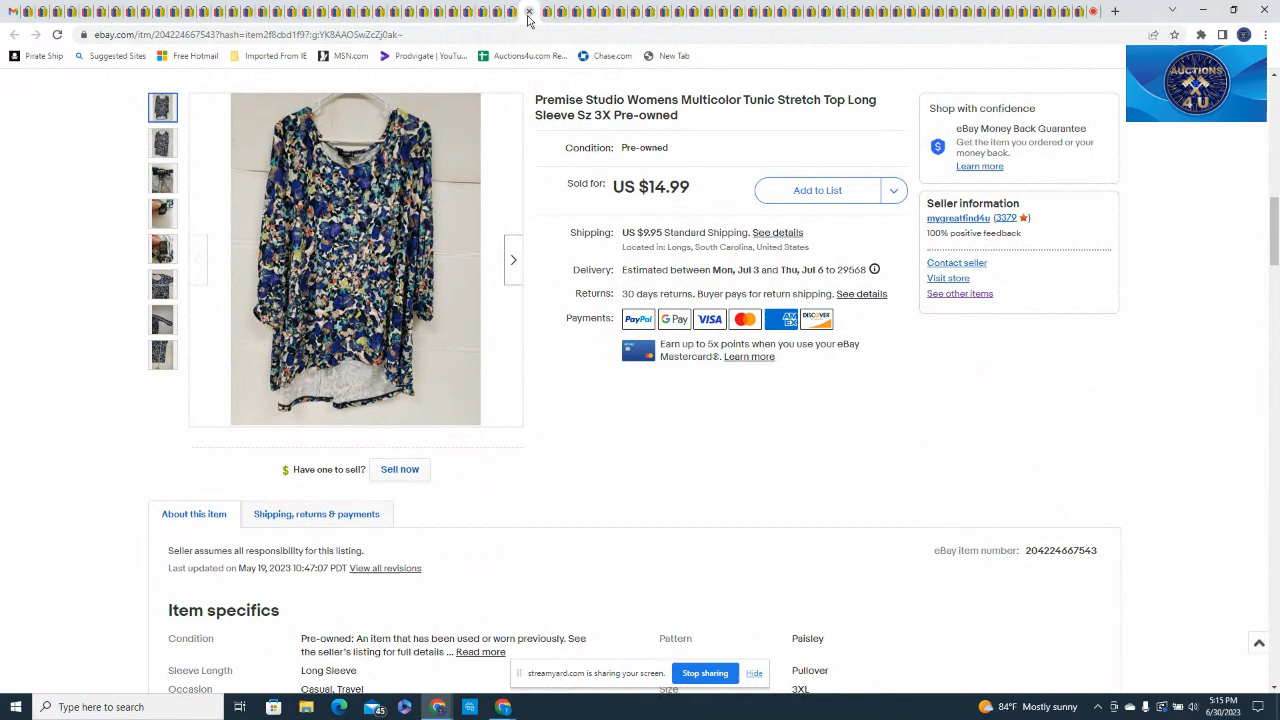 ebay.com/itm/204224667543?hash=item2f8cbd1f97:g:YK8AAOSwZcZj0ak~
Pirate Ship
Suggested Sites
Free Hotmail
Imported From IE
MSN.com
Prodvigate - YouTu...
Auctions4u.com Re...
Chase.com
New Tab
AUCTIONS
4 U
Premise Studio Womens Multicolor Tunic Stretch Top Long
Sleeve Sz 3X Pre-owned
Condition: Pre-owned
Sold for: US $14.99
Add to List
Shipping: US $9.95 Standard Shipping. See details
Located in: Longs, South Carolina, United States
Delivery: Estimated between Mon, Jul 3 and Thu, Jul 6 to 29568
Returns: 30 days returns. Buyer pays for return shipping. See details
Payments: PayPal G Pay VISA AM EX DISCOVER
Earn up to 5x points when you use your eBay
Mastercard®. Learn more
Shop with confidence
eBay Money Back Guarantee
Get the item you ordered or your
money back.
Learn more
Seller information
mygreatfind4u (3379 )
100% positive feedback
Contact seller
Visit store
See other items
$ Have one to sell? Sell now
About this item
Shipping, returns & payments
Seller assumes all responsibility for this listing.
Last updated on May 19, 2023 10:47:07 PDT View all revisions
eBay item number: 204224667543
Item specifics
Condition Pre-owned: An item that has been used or worn previously. See
the seller's listing for full details ... Read more
Pattern Paisley
Sleeve Length Long Sleeve
Pullover
Occasion Casual, Travel
Size 3XL
streamyard.com is sharing your screen.
Stop sharing
Hide
Type here to search
45
84°F Mostly sunny
5:15 PM
6/30/2023